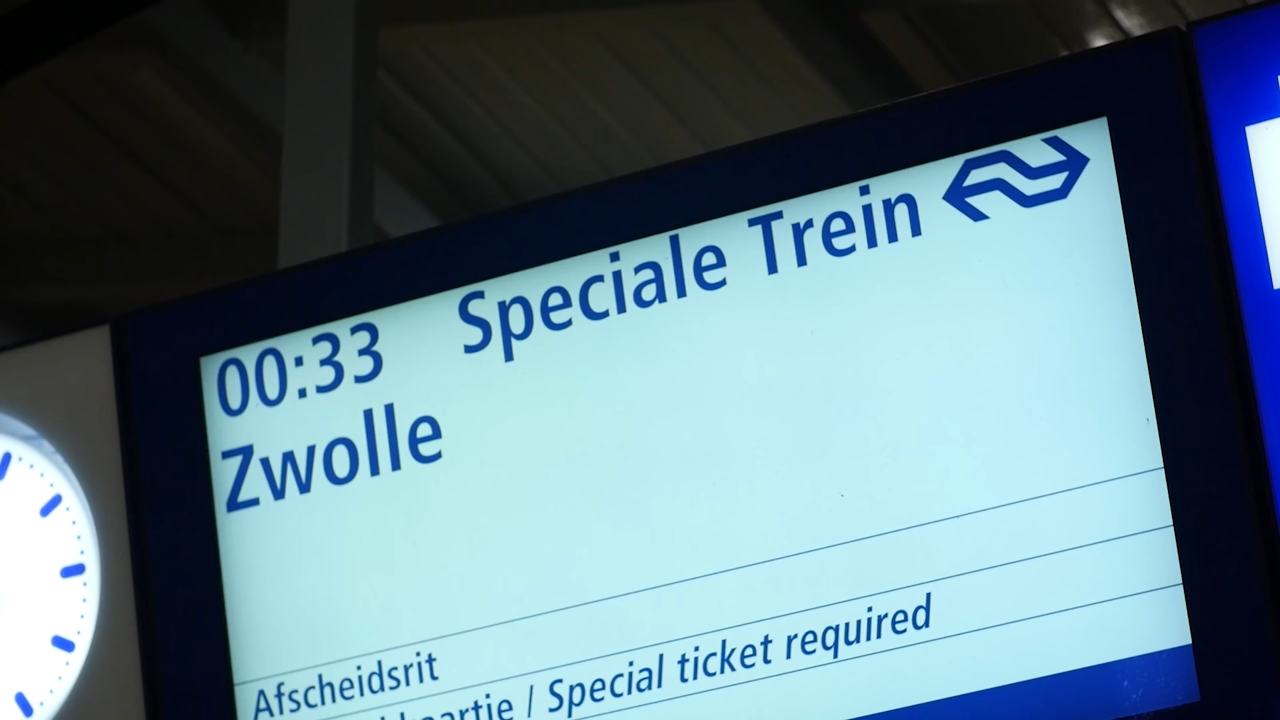 00:33 Speciale Trein
Zwolle
Afscheidsrit
/ Special ticket required